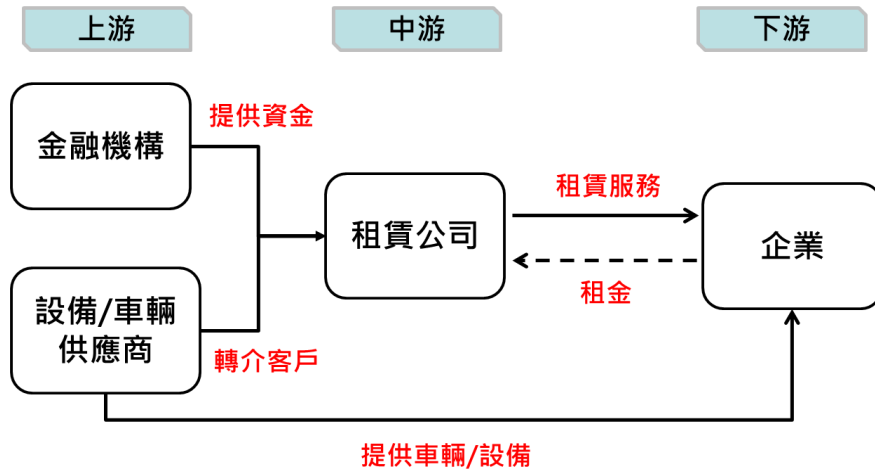 上游
中游
下游
金融機構
提供資金
租賃公司
租賃服務
企業
租金
設備/車輛
供應商
轉介客戶
提供車輛/設備